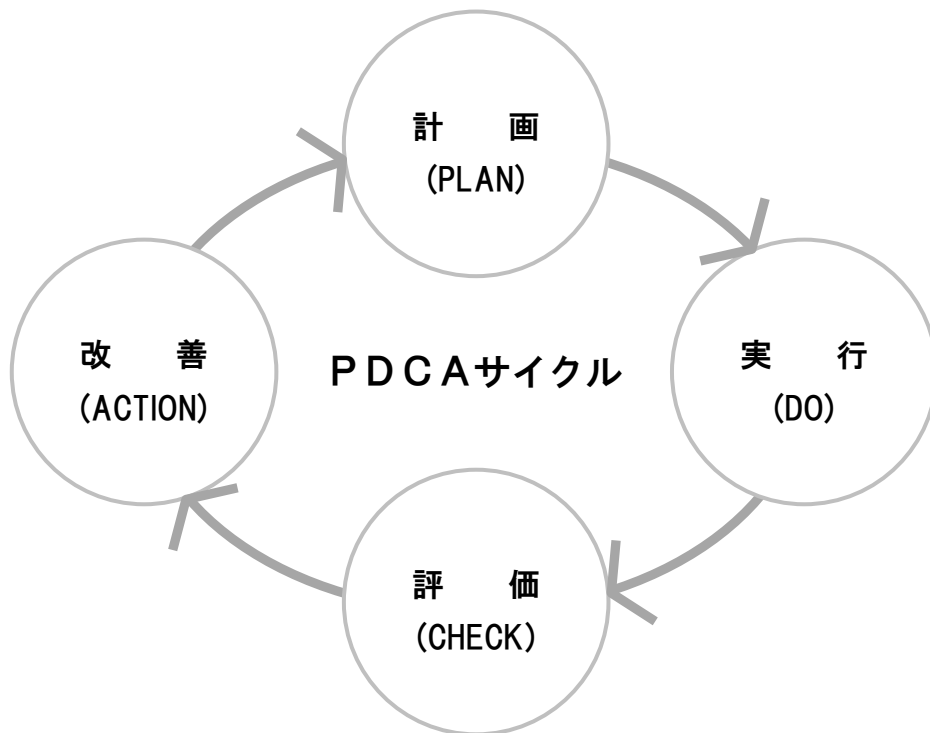 計　画
(PLAN)
改　善
(ACTION)
ＰＤＣＡサイクル
実　行
(DO)
評　価
(CHECK)